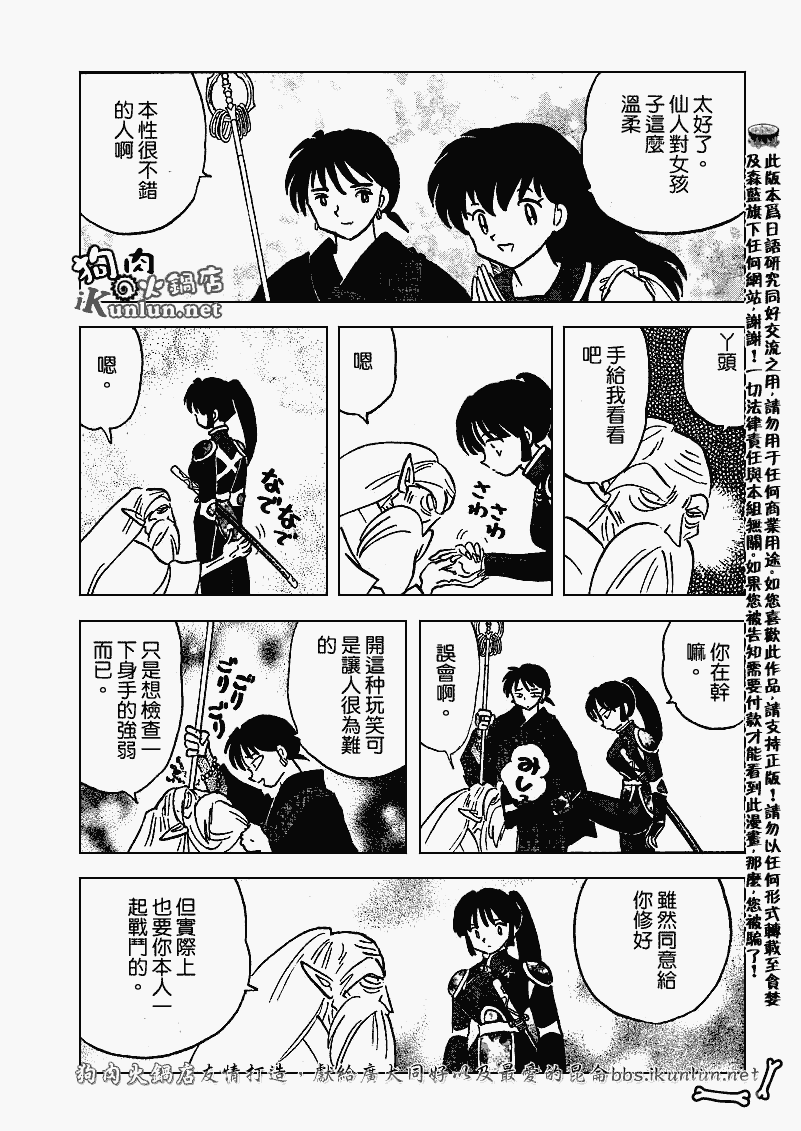 太好了。
仙人對女孩
子這麼
溫柔
本性很不錯
的人啊
狗肉火鍋店
iKunlun.net
丫頭
手給我看看
吧
嗯
さわ
さわ
嗯。
なでなで
你在幹
嘛。
誤會啊。
みしっ
開這种玩笑可
是讓人很為難
的
ごりごり
ごりごり
只是想檢查一
下身手的強弱
而已。
雖然同意給
你修好
但實際上
也要你本人一
起戰鬥的。
此版本爲日語研究同好交流之用，請勿用于任何商業用途。如您喜歡此作品，請支持正版！請勿以任何形式轉載至貪婪
及森藍旗下任何網站，謝謝！一切法律責任與本組無關。如果您被告知需要付款才能看到此漫畫，那麼，您被騙了！
狗肉火鍋店友情打造，獻給廣大同好以及最愛的昆侖bbs.ikunlun.net